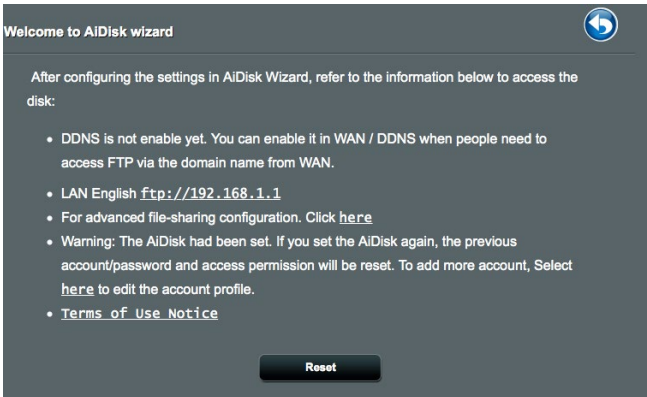 Welcome to AiDisk wizard
After configuring the settings in AiDisk Wizard, refer to the information below to access the
disk:
• DDNS is not enable yet. You can enable it in WAN / DDNS when people need to
access FTP via the domain name from WAN.
• LAN English ftp://192.168.1.1
• For advanced file-sharing configuration. Click here
• Warning: The AiDisk had been set. If you set the AiDisk again, the previous
account/password and access permission will be reset. To add more account, Select
here to edit the account profile.
• Terms of Use Notice
Reset